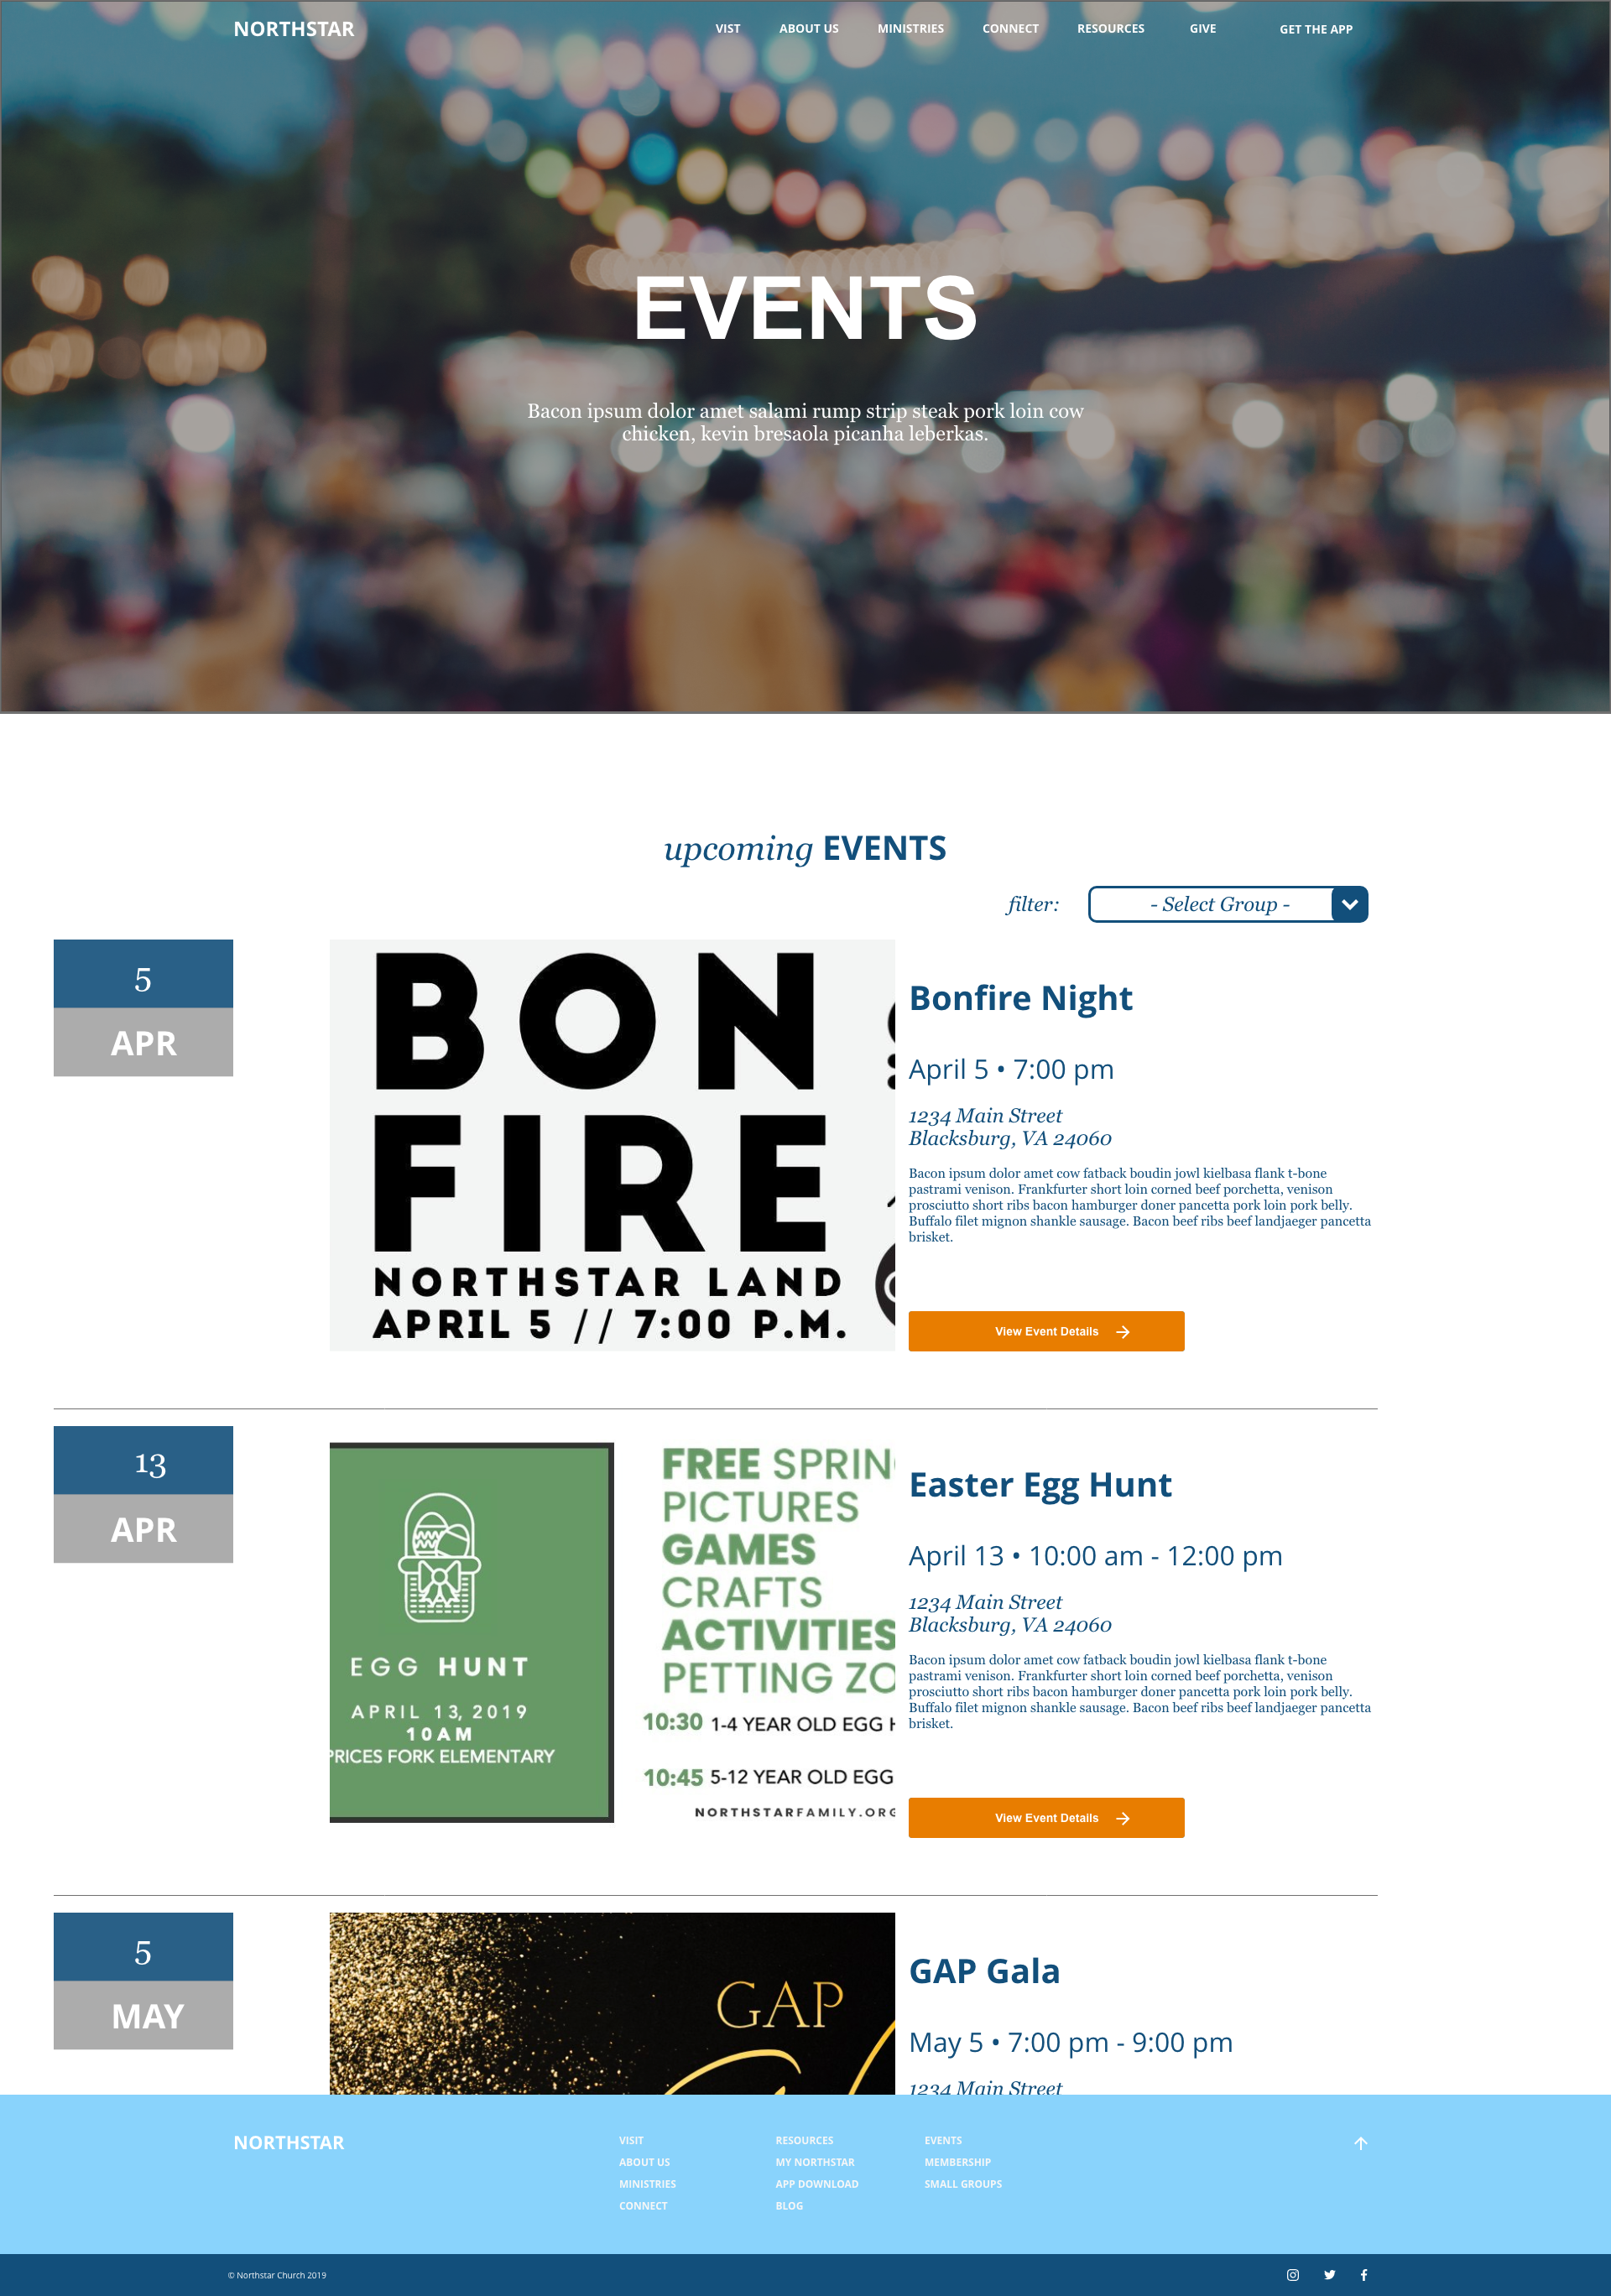 NORTHSTAR
VIST ABOUT US MINISTRIES CONNECT RESOURCES GIVE GET THE APP
EVENTS
Bacon ipsum dolor amet salami rump strip steak pork loin cow
chicken, kevin bresaola picanha leberkas.
upcoming EVENTS
filter:
- Select Group -
5
APR
BON
FIRE
NORTHSTAR LAND
APRIL 5 // 7:00 P.M.
Bonfire Night
April 5 • 7:00 pm
1234 Main Street
Blacksburg, VA 24060
Bacon ipsum dolor amet cow fatback boudin jowl kielbasa flank t-bone
pastrami venison. Frankfurter short loin corned beef porchetta, venison
prosciutto short ribs bacon hamburger doner pancetta pork loin pork belly.
Buffalo filet mignon shankle sausage. Bacon beef ribs beef landjaeger pancetta
brisket.
View Event Details
13
APR
EGG HUNT
APRIL 13, 2019
10AM
PRICES FORK ELEMENTARY
FREE SPRIN
PICTURES
GAMES
CRAFTS
ACTIVITIES
PETTING ZO
10:30 1-4 YEAR OLD EGG H
10:45 5-12 YEAR OLD EGG
NORTHSTARFAMILY.ORG
Easter Egg Hunt
April 13 • 10:00 am - 12:00 pm
1234 Main Street
Blacksburg, VA 24060
Bacon ipsum dolor amet cow fatback boudin jowl kielbasa flank t-bone
pastrami venison. Frankfurter short loin corned beef porchetta, venison
prosciutto short ribs bacon hamburger doner pancetta pork loin pork belly.
Buffalo filet mignon shankle sausage. Bacon beef ribs beef landjaeger pancetta
brisket.
View Event Details
5
MAY
GAP
GAP Gala
May 5 • 7:00 pm - 9:00 pm
1234 Main Street
NORTHSTAR
VISIT
ABOUT US
MINISTRIES
CONNECT
RESOURCES
MY NORTHSTAR
APP DOWNLOAD
BLOG
EVENTS
MEMBERSHIP
SMALL GROUPS
© Northstar Church 2019